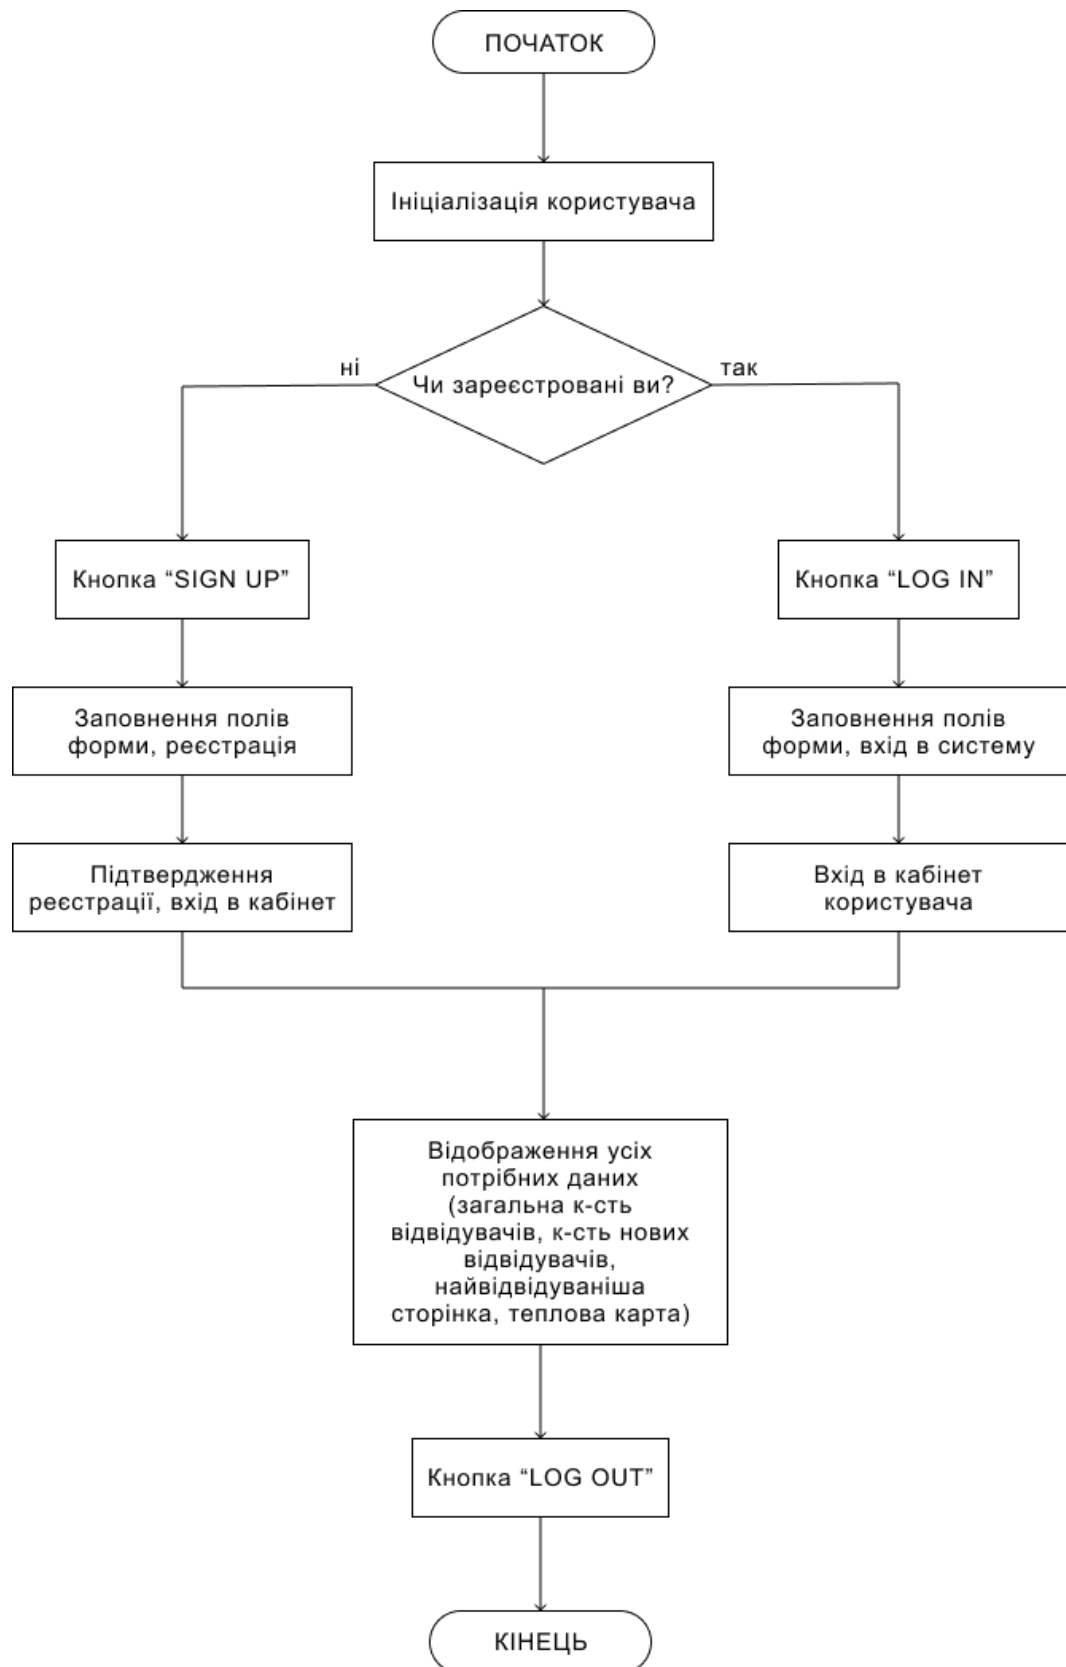 ПОЧАТОК
Ініціалізація користувача
ні
так
Чи зареєстровані ви?
Кнопка “SIGN UP”
Кнопка “LOG IN”
Заповнення полів
форми, реєстрація
Заповнення полів
форми, вхід в систему
Підтвердження
реєстрації, вхід в кабінет
Вхід в кабінет
користувача
Відображення усіх
потрібних даних
(загальна к-сть
відвідувачів, к-сть нових
відвідувачів,
найвідвідуваніша
сторінка, теплова карта)
Кнопка “LOG OUT”
КІНЕЦЬ